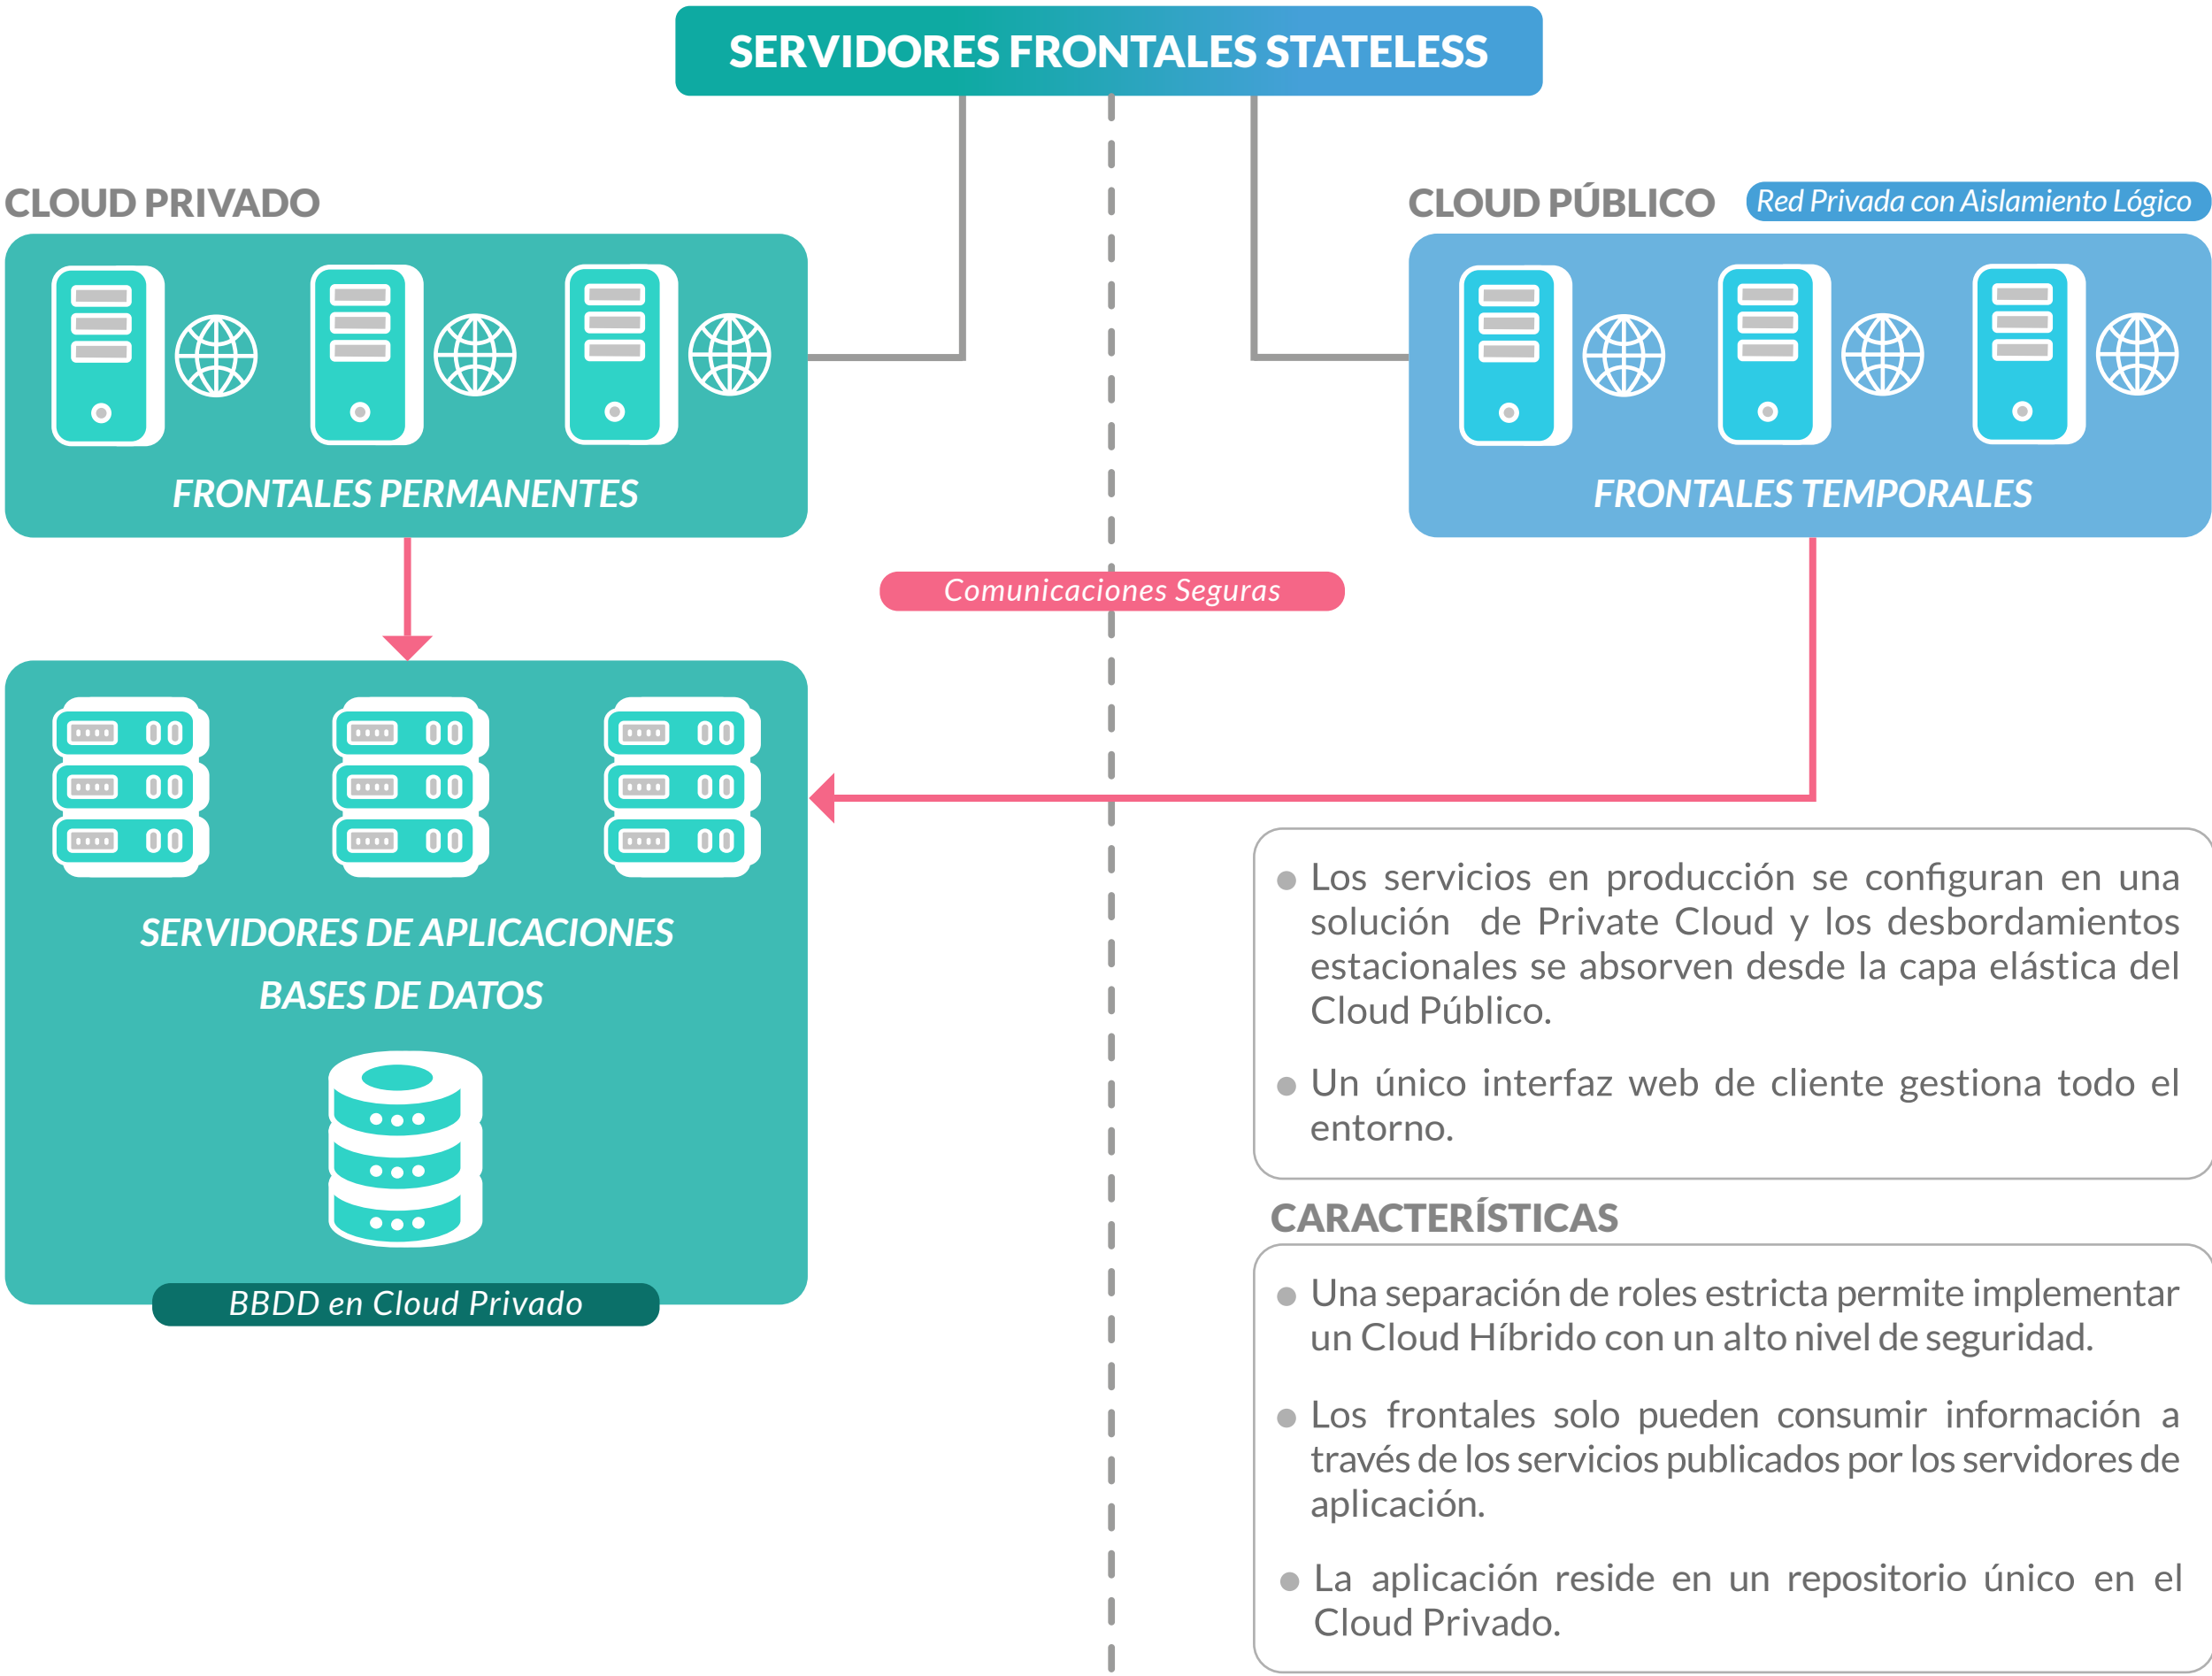 SERVIDORES FRONTALES STATELESS
CLOUD PRIVADO
CLOUD PÚBLICO
Red Privada con Aislamiento Lógico
FRONTALES PERMANENTES
FRONTALES TEMPORALES
Comunicaciones Seguras
SERVIDORES DE APLICACIONES
BASES DE DATOS
BBDD en Cloud Privado
Los servicios en producción se configuran en una
solución de Private Cloud y los desbordamientos
estacionales se absorven desde la capa elástica del
Cloud Público.
Un único interfaz web de cliente gestiona todo el
entorno.
CARACTERÍSTICAS
Una separación de roles estricta permite implementar
un Cloud Híbrido con un alto nivel de seguridad.
Los frontales solo pueden consumir información a
través de los servicios publicados por los servidores de
aplicación.
La aplicación reside en un repositorio único en el
Cloud Privado.